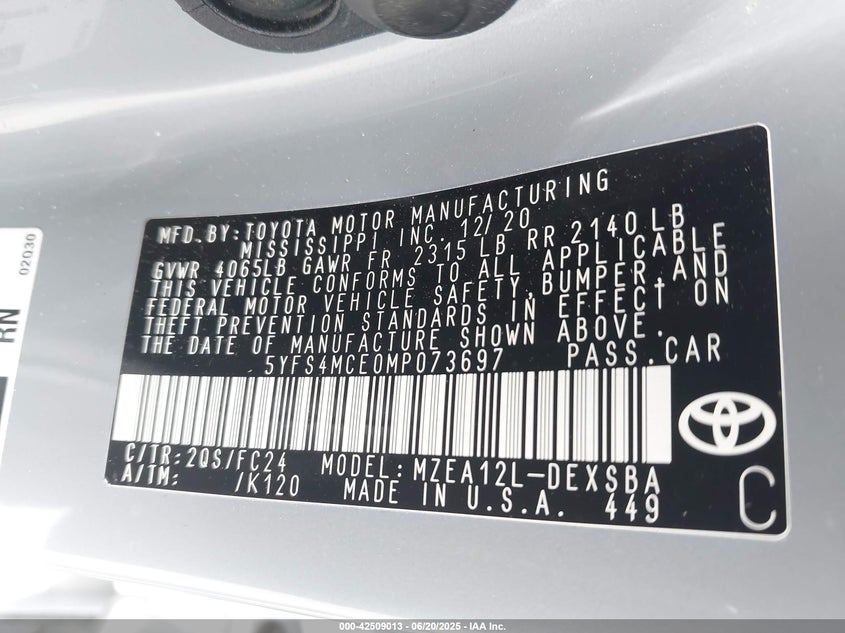 MFD.BY:TOYOTA MOTOR MANUFACTURING
MISSISSIPPI INC. 12/20
GVWR 4065LB GAWR FR 2315 LB RR 2140LB
THIS VEHICLE CONFORMS TO ALL APPLICABLE
FEDERAL MOTOR VEHICLE SAFETY,BUMPER,AND
THEFT PREVENTION STANDARDS IN EFFECT ON
THE DATE OF MANUFACTURE SHOWN ABOVE.
5YFS4MCE0MP073697 PASS.CAR
C/TR:2QS/FC24 MODEL:MZEA12L-DEXSBA
A/TM: /K120 MADE IN U.S.A. 449
C
02030
RN
000-42509013 - 06/20/2025 - IAA Inc.